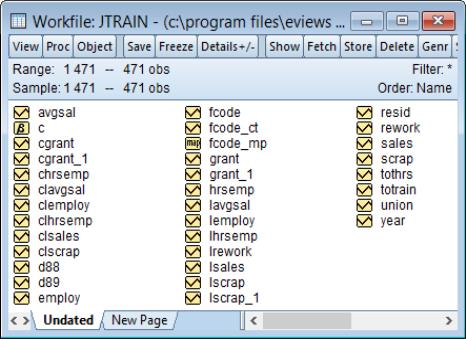 Workfile: JTRAIN - (c:\program files\eviews ...
View Proc Object Save Freeze Details+/- Show Fetch Store Delete Genr
Range: 1 471 -- 471 obs Filter: *
Sample: 1 471 -- 471 obs Order: Name
avgsal
c
cgrant
cgrant_1
chrsemp
clavgsal
clemploy
clhrsemp
clsales
clscrap
d88
d89
employ
fcode
fcode_ct
map fcode_mp
grant
grant_1
hrsemp
lavgsal
lemploy
lhrsemp
lrework
lsales
lscrap
lscrap_1
resid
rework
sales
scrap
tothrs
totrain
union
year
Undated New Page